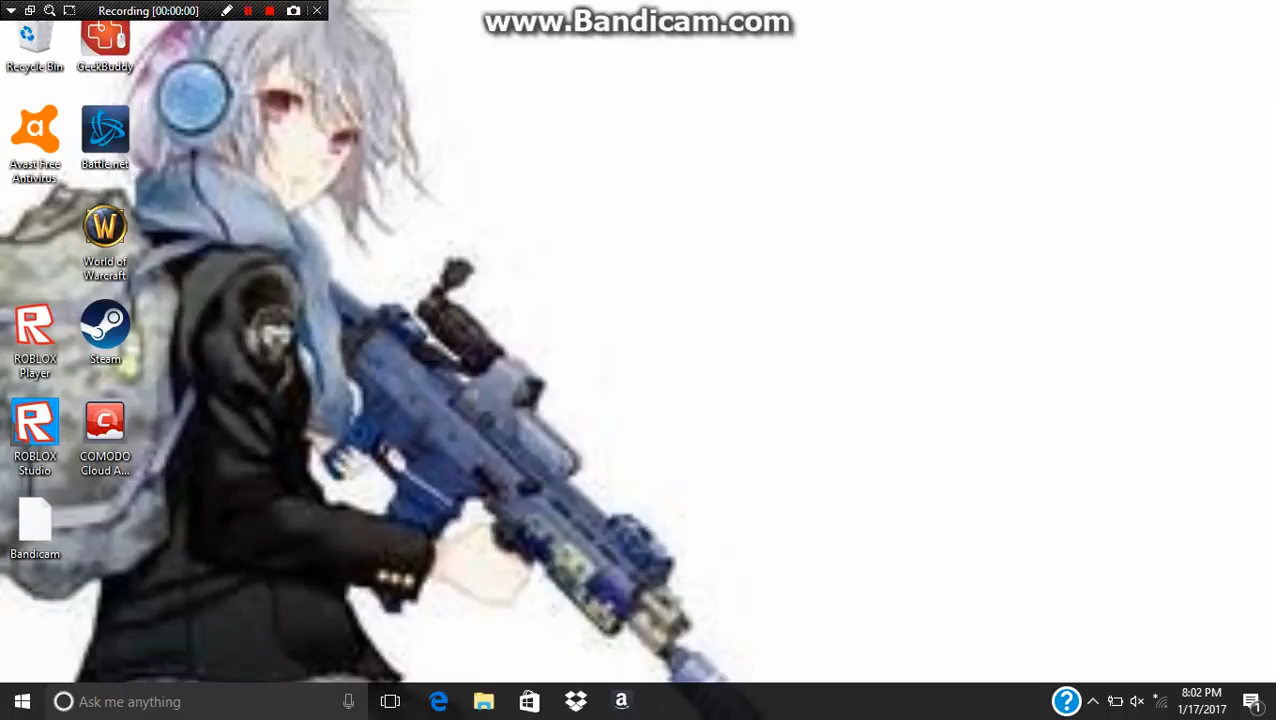 Recording [00:00:00]
www.Bandicam.com
Recycle Bin
GeekBuddy
Avast Free
Antivirus
Battle.net
World of
Warcraft
ROBLOX
Player
Steam
ROBLOX
Studio
COMODO
Cloud A...
Bandicam
Ask me anything
8:02 PM
1/17/2017